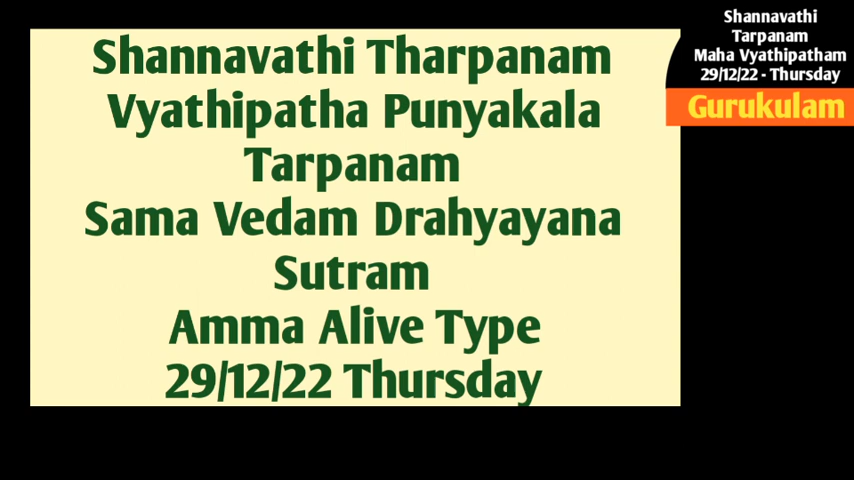 Shannavathi Tharpanam
Vyathipatha Punyakala
Tarpanam
Sama Vedam Drahyayana
Sutram
Amma Alive Type
29/12/22 Thursday
Shannavathi
Tarpanam
Maha Vyathipatham
29/12/22 - Thursday
Gurukulam